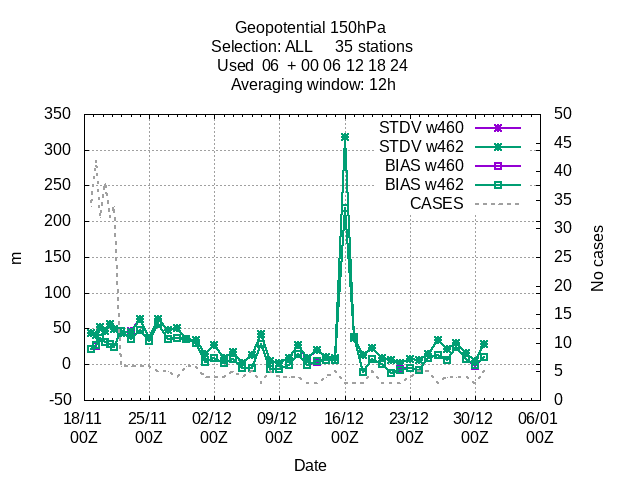 Geopotential 150hPa
Selection: ALL     35 stations
Used  06  + 00 06 12 18 24
Averaging window: 12h
350
300
250
200
150
100
50
0
-50
m
50
45
40
35
30
25
20
15
10
5
0
No cases
STDV w460
STDV w462
BIAS w460
BIAS w462
CASES
18/11 25/11 02/12 09/12 16/12 23/12 30/12 06/01
00Z 00Z 00Z 00Z 00Z 00Z 00Z 00Z
Date